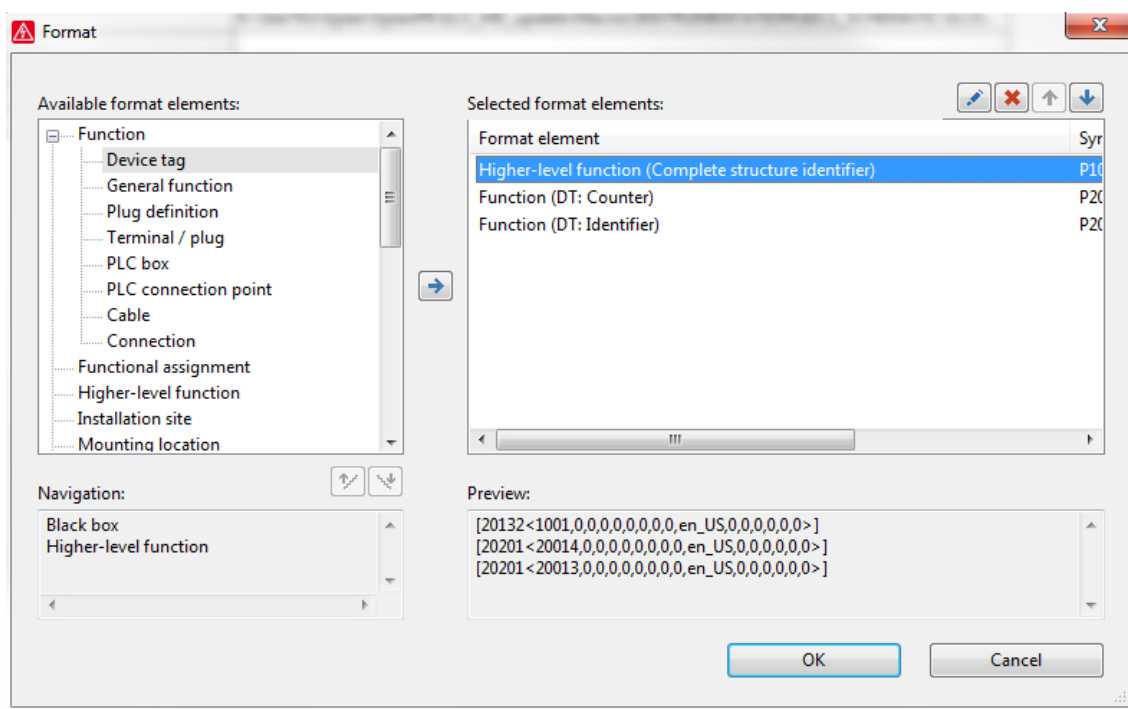 Format
Available format elements:
Function
Device tag
General function
Plug definition
Terminal / plug
PLC box
PLC connection point
Cable
Connection
Functional assignment
Higher-level function
Installation site
Mounting location
Selected format elements:
Format element Syr
Higher-level function (Complete structure identifier) P10
Function (DT: Counter) P20
Function (DT: Identifier) P20
Navigation:
Black box
Higher-level function
Preview:
[20132<1001,0,0,0,0,0,0,0,0,en_US,0,0,0,0,0,0>]
[20201<20014,0,0,0,0,0,0,0,0,en_US,0,0,0,0,0,0>]
[20201<20013,0,0,0,0,0,0,0,0,en_US,0,0,0,0,0,0>]
OK Cancel